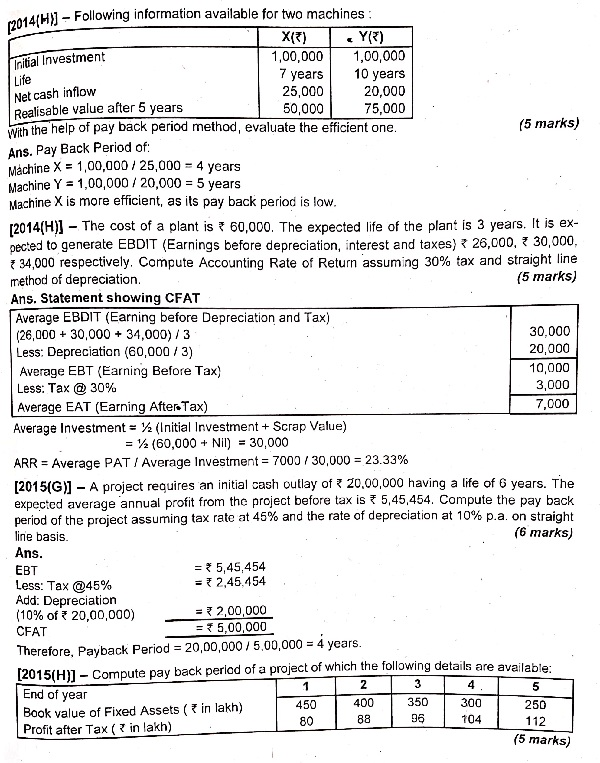 [2014(H)] – Following information available for two machines :
X(₹) Y(₹)
Initial Investment 1,00,000 1,00,000
Life 7 years 10 years
Net cash inflow 25,000 20,000
Realisable value after 5 years 50,000 75,000
With the help of pay back period method, evaluate the efficient one. (5 marks)
Ans. Pay Back Period of:
Machine X = 1,00,000 / 25,000 = 4 years
Machine Y = 1,00,000 / 20,000 = 5 years
Machine X is more efficient, as its pay back period is low.
[2014(H)] – The cost of a plant is ₹ 60,000. The expected life of the plant is 3 years. It is ex-
pected to generate EBDIT (Earnings before depreciation, interest and taxes) ₹ 26,000, ₹ 30,000,
₹ 34,000 respectively. Compute Accounting Rate of Return assuming 30% tax and straight line
method of depreciation. (5 marks)
Ans. Statement showing CFAT
Average EBDIT (Earning before Depreciation and Tax)
(26,000 + 30,000 + 34,000) / 3 30,000
Less: Depreciation (60,000 / 3) 20,000
Average EBT (Earning Before Tax) 10,000
Less: Tax @ 30% 3,000
Average EAT (Earning After Tax) 7,000
Average Investment = ½ (Initial Investment + Scrap Value)
= ½ (60,000 + Nil) = 30,000
ARR = Average PAT / Average Investment = 7000 / 30,000 = 23.33%
[2015(G)] – A project requires an initial cash outlay of ₹ 20,00,000 having a life of 6 years. The
expected average annual profit from the project before tax is ₹ 5,45,454. Compute the pay back
period of the project assuming tax rate at 45% and the rate of depreciation at 10% p.a. on straight
line basis. (6 marks)
Ans.
EBT = ₹ 5,45,454
Less: Tax @45% = ₹ 2,45,454
Add: Depreciation
(10% of ₹ 20,00,000) = ₹ 2,00,000
CFAT = ₹ 5,00,000
Therefore, Payback Period = 20,00,000 / 5,00,000 = 4 years.
[2015(H)] – Compute pay back period of a project of which the following details are available:
End of year 1 2 3 4 5
Book value of Fixed Assets ( ₹ in lakh) 450 400 350 300 250
Profit after Tax ( ₹ in lakh) 80 88 96 104 112
(5 marks)